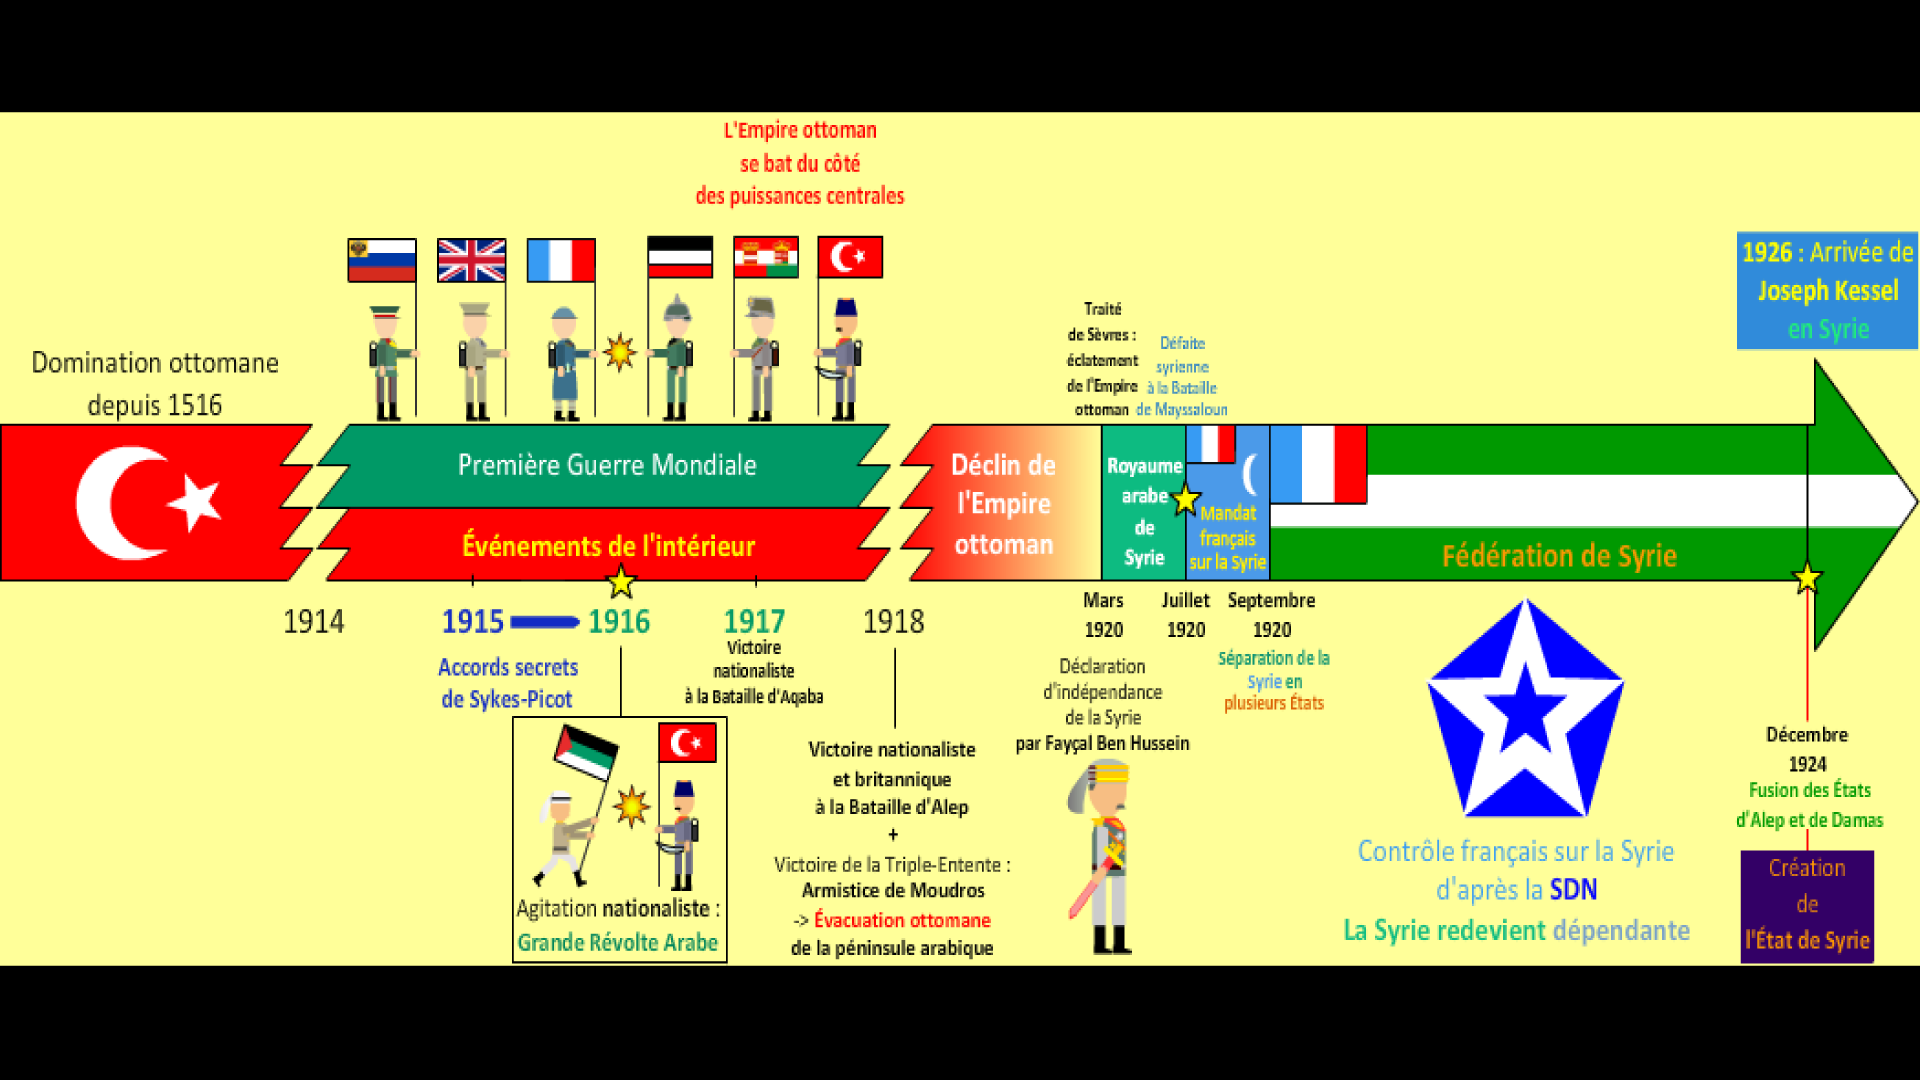 L'Empire ottoman
se bat du côté
des puissances centrales
1926 : Arrivée de
Joseph Kessel
en Syrie
Domination ottomane
depuis 1516
Traité
de Sèvres :
éclatement
de l'Empire
ottoman
Défaite
syrienne
à la Bataille
de Mayssaloun
Première Guerre Mondiale
Événements de l'intérieur
Déclin de
l'Empire
ottoman
Royaume
arabe
de
Syrie
Mandat
français
sur la Syrie
Fédération de Syrie
1914
1915
1916
1917
1918
Accords secrets
de Sykes-Picot
Victoire
nationaliste
à la Bataille d'Aqaba
Mars
1920
Juillet
1920
Septembre
1920
Déclaration
d'indépendance
de la Syrie
par Fayçal Ben Hussein
Séparation de la
Syrie en
plusieurs États
Agitation nationaliste :
Grande Révolte Arabe
Victoire nationaliste
et britannique
à la Bataille d'Alep
+
Victoire de la Triple-Entente :
Armistice de Moudros
-> Évacuation ottomane
de la péninsule arabique
Contrôle français sur la Syrie
d'après la SDN
La Syrie redevient dépendante
Décembre
1924
Fusion des États
d'Alep et de Damas
Création
de
l'État de Syrie